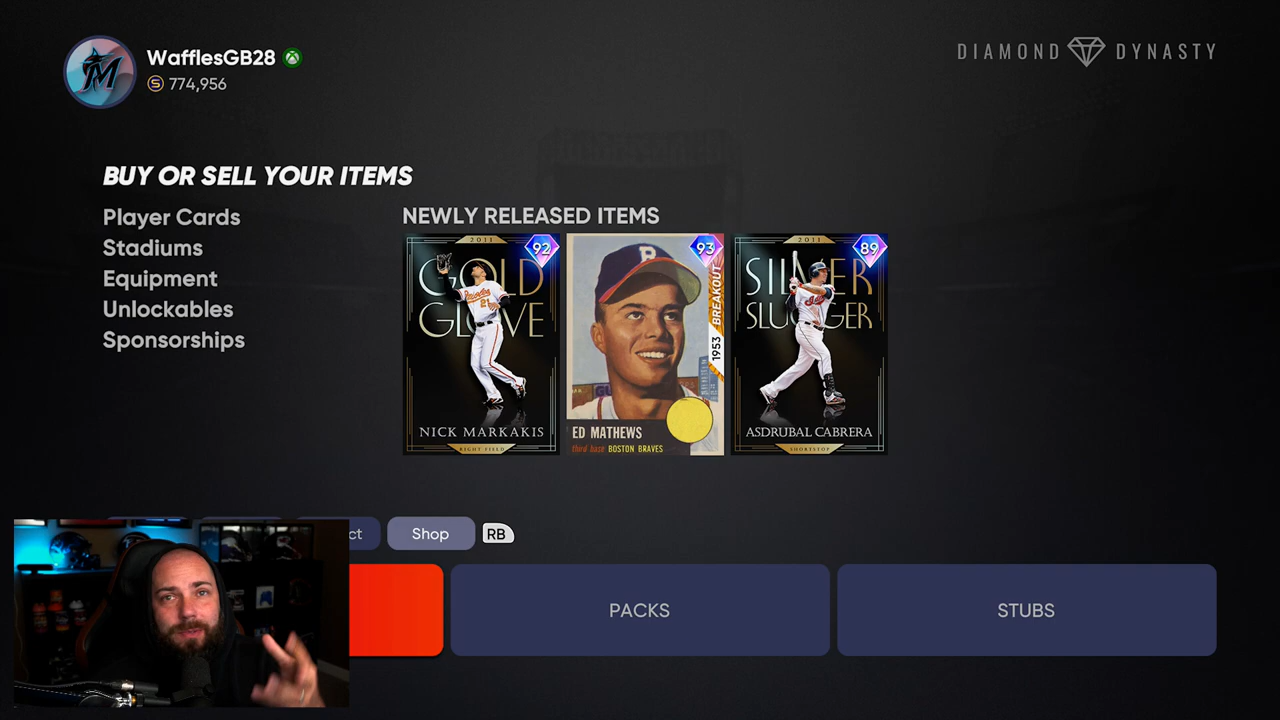 WafflesGB28
774,956
DIAMOND DYNASTY
BUY OR SELL YOUR ITEMS
Player Cards
Stadiums
Equipment
Unlockables
Sponsorships
NEWLY RELEASED ITEMS
2011
92
GOLD
GLOVE
NICK MARKAKIS
RIGHT FIELD
93
B
1953 BREAKOUT
ED MATHEWS
third base BOSTON BRAVES
2011
89
SILVER
SLUGGER
ASDRUBAL CABRERA
SHORTSTOP
ct
Shop
RB
PACKS
STUBS